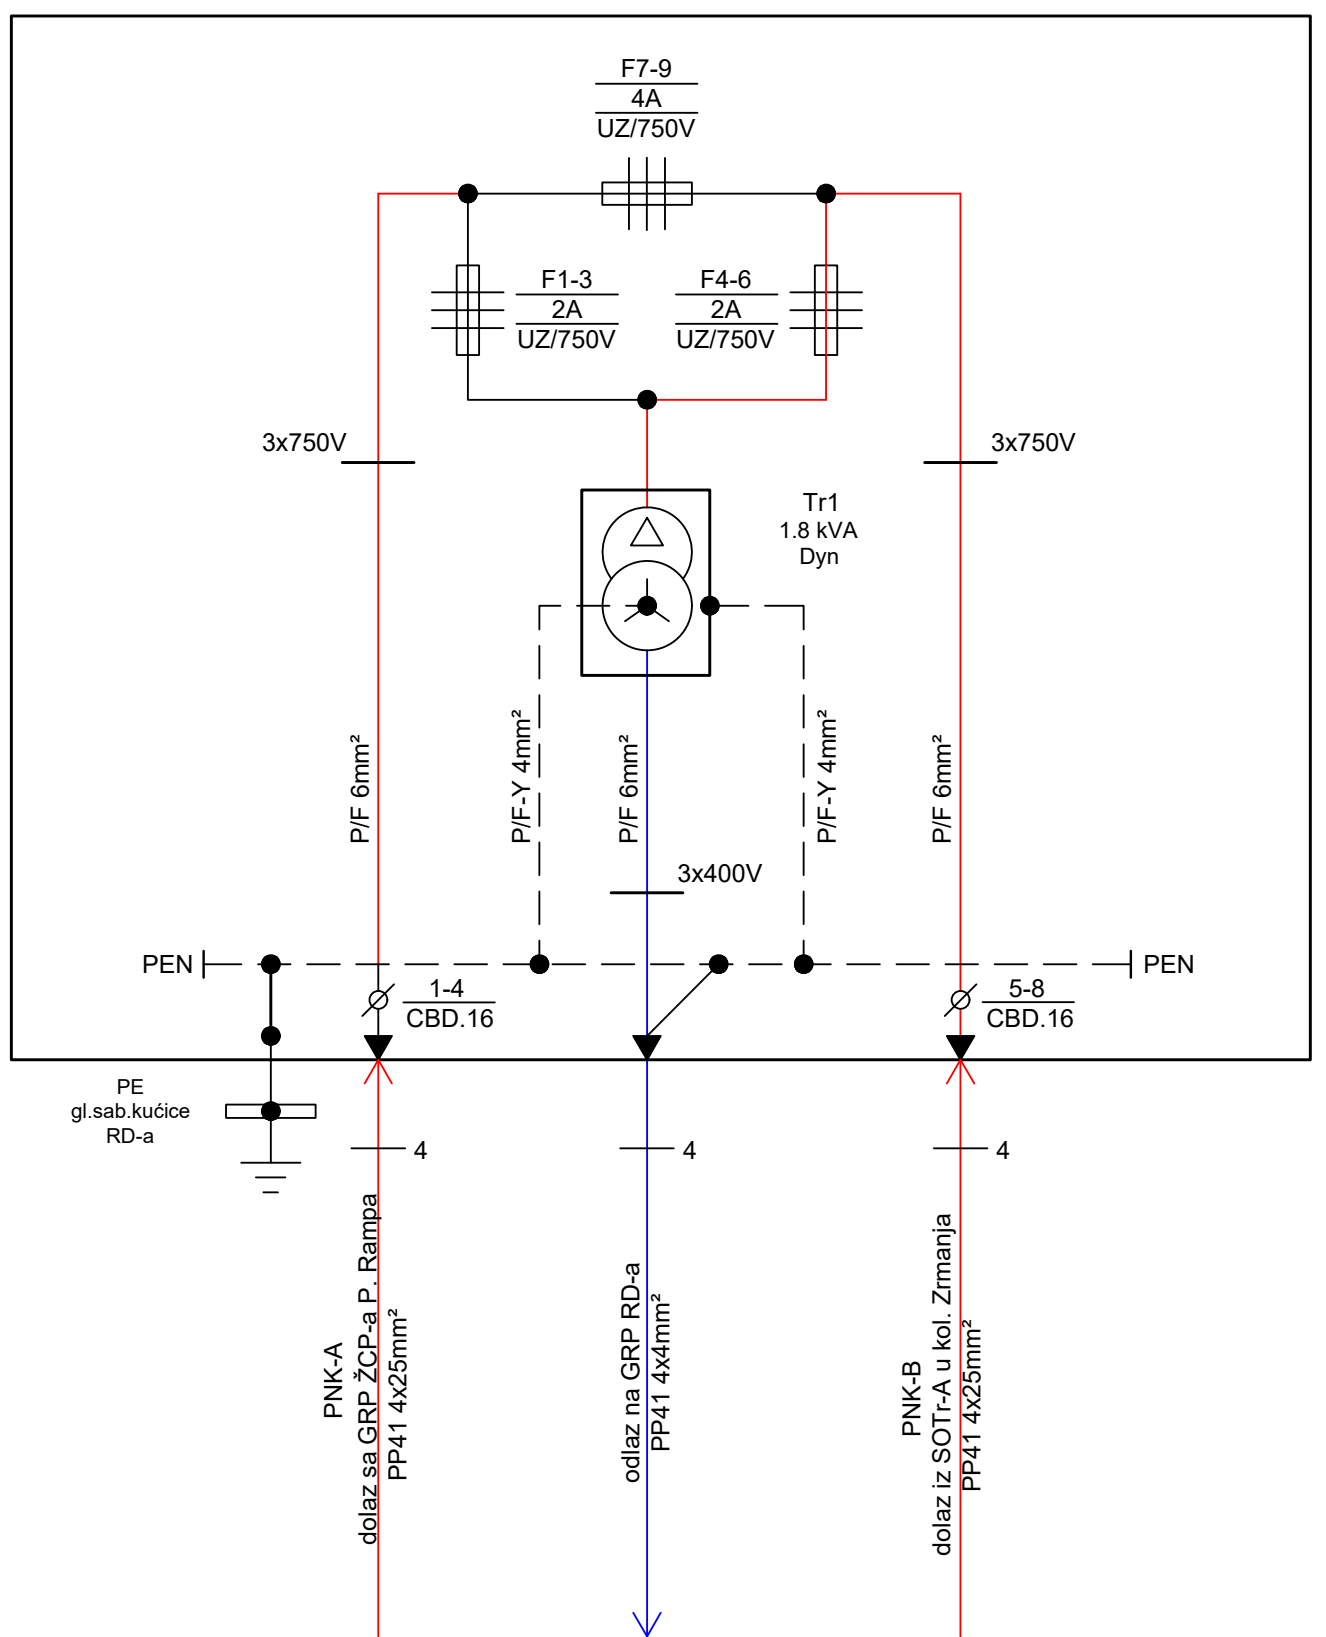 F7-9
4A
UZ/750V
F1-3
2A
UZ/750V
F4-6
2A
UZ/750V
3x750V
3x750V
Tr1
1.8 kVA
Dyn
P/F 6mm²
P/F-Y 4mm²
P/F 6mm²
P/F-Y 4mm²
P/F 6mm²
3x400V
PEN
PEN
1-4
CBD.16
5-8
CBD.16
PE
gl.sab.kućice
RD-a
4
4
4
PNK-A
dolaz sa GRP ŽCP-a P. Rampa
PP41 4x25mm²
odlaz na GRP RD-a
PP41 4x4mm²
PNK-B
dolaz iz SOTr-A u kol. Zrmanja
PP41 4x25mm²